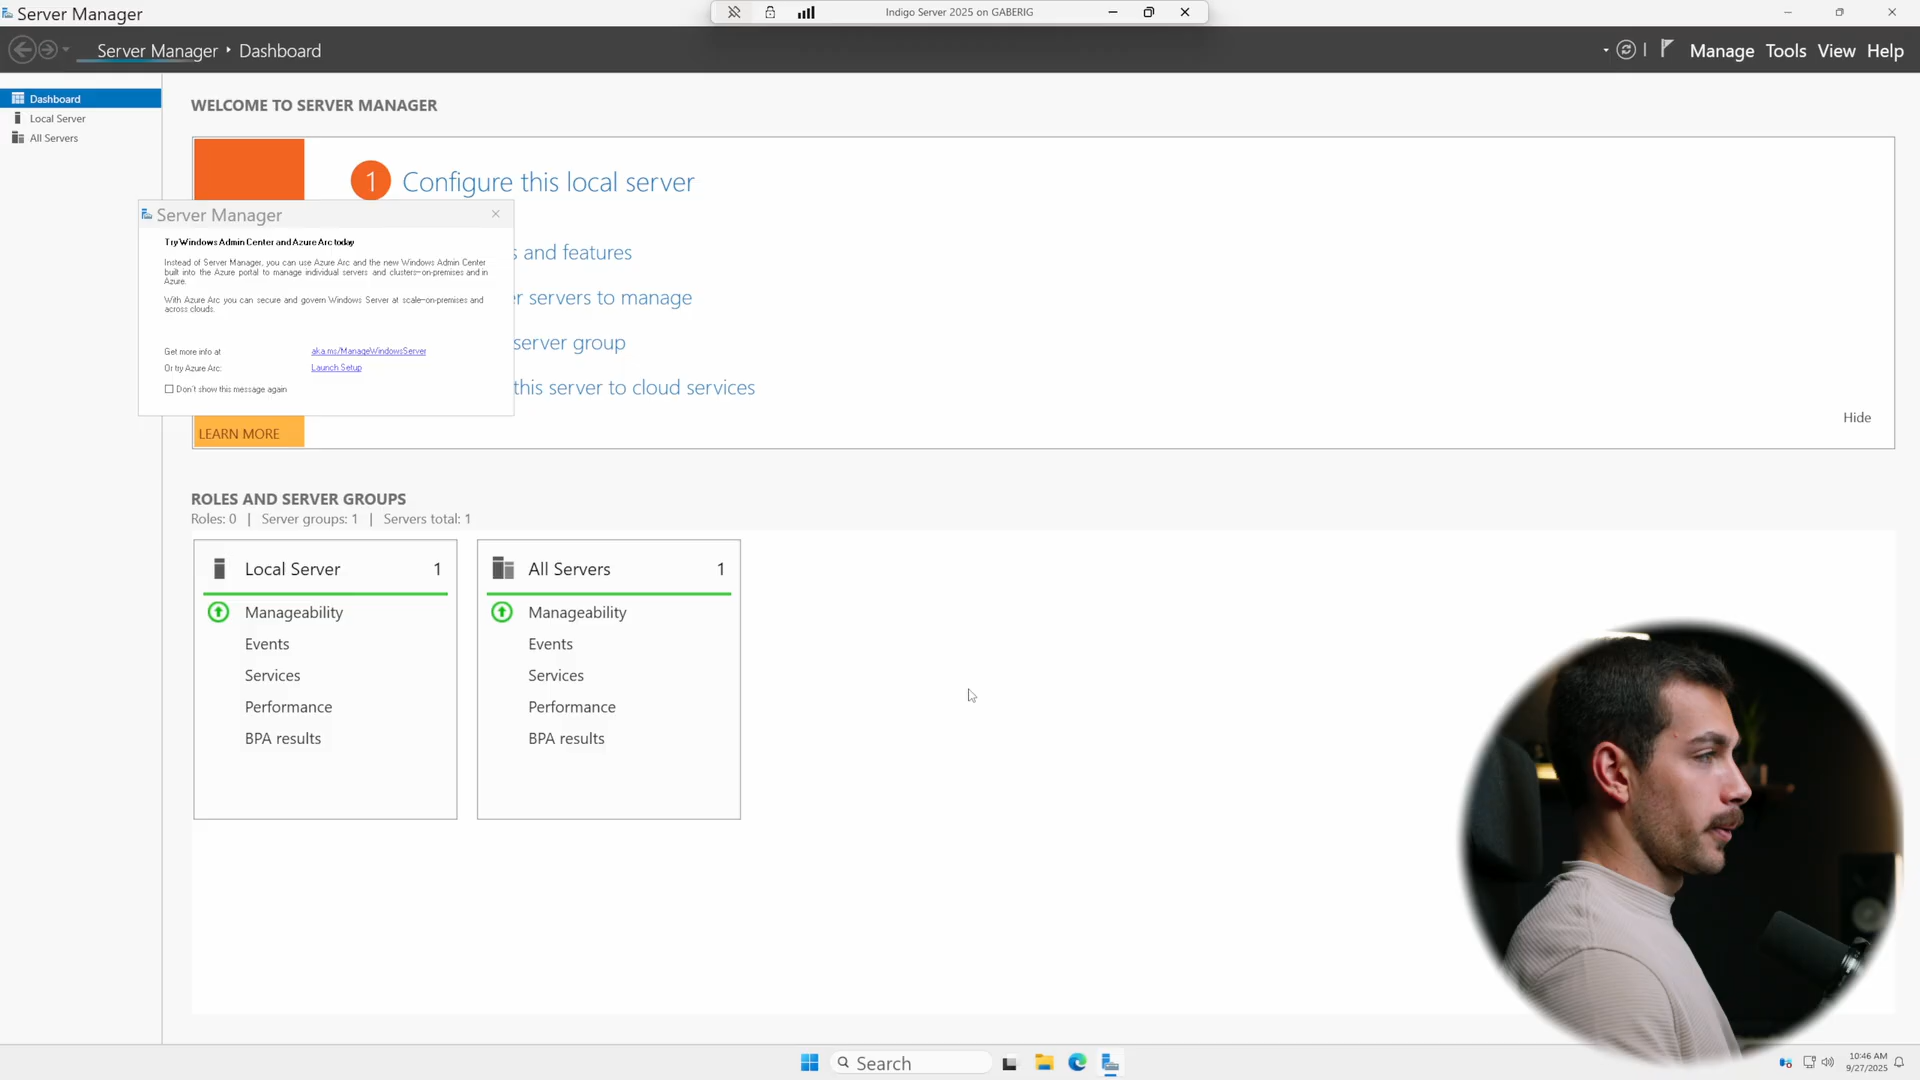 Server Manager
Indigo Server 2025 on GABERIG
Server Manager
Dashboard
Manage
Tools
View
Help
Dashboard
Local Server
All Servers
WELCOME TO SERVER MANAGER
1
Configure this local server
Server Manager
Try Windows Admin Center and Azure Arc today
Instead of Server Manager, you can use Azure Arc and the new Windows Admin Center
built into the Azure portal to manage individual servers and clusters—on-premises and in
Azure.
With Azure Arc you can secure and govern Windows Server at scale-on-premises and
across clouds.
Get more info at
aka.ms/ManageWindowsServer
Or try Azure Arc:
Launch Setup
Don't show this message again
s and features
r servers to manage
server group
this server to cloud services
LEARN MORE
Hide
ROLES AND SERVER GROUPS
Roles: 0 | Server groups: 1 | Servers total: 1
Local Server 1
Manageability
Events
Services
Performance
BPA results
All Servers 1
Manageability
Events
Services
Performance
BPA results
Search
10:46 AM
9/27/2025